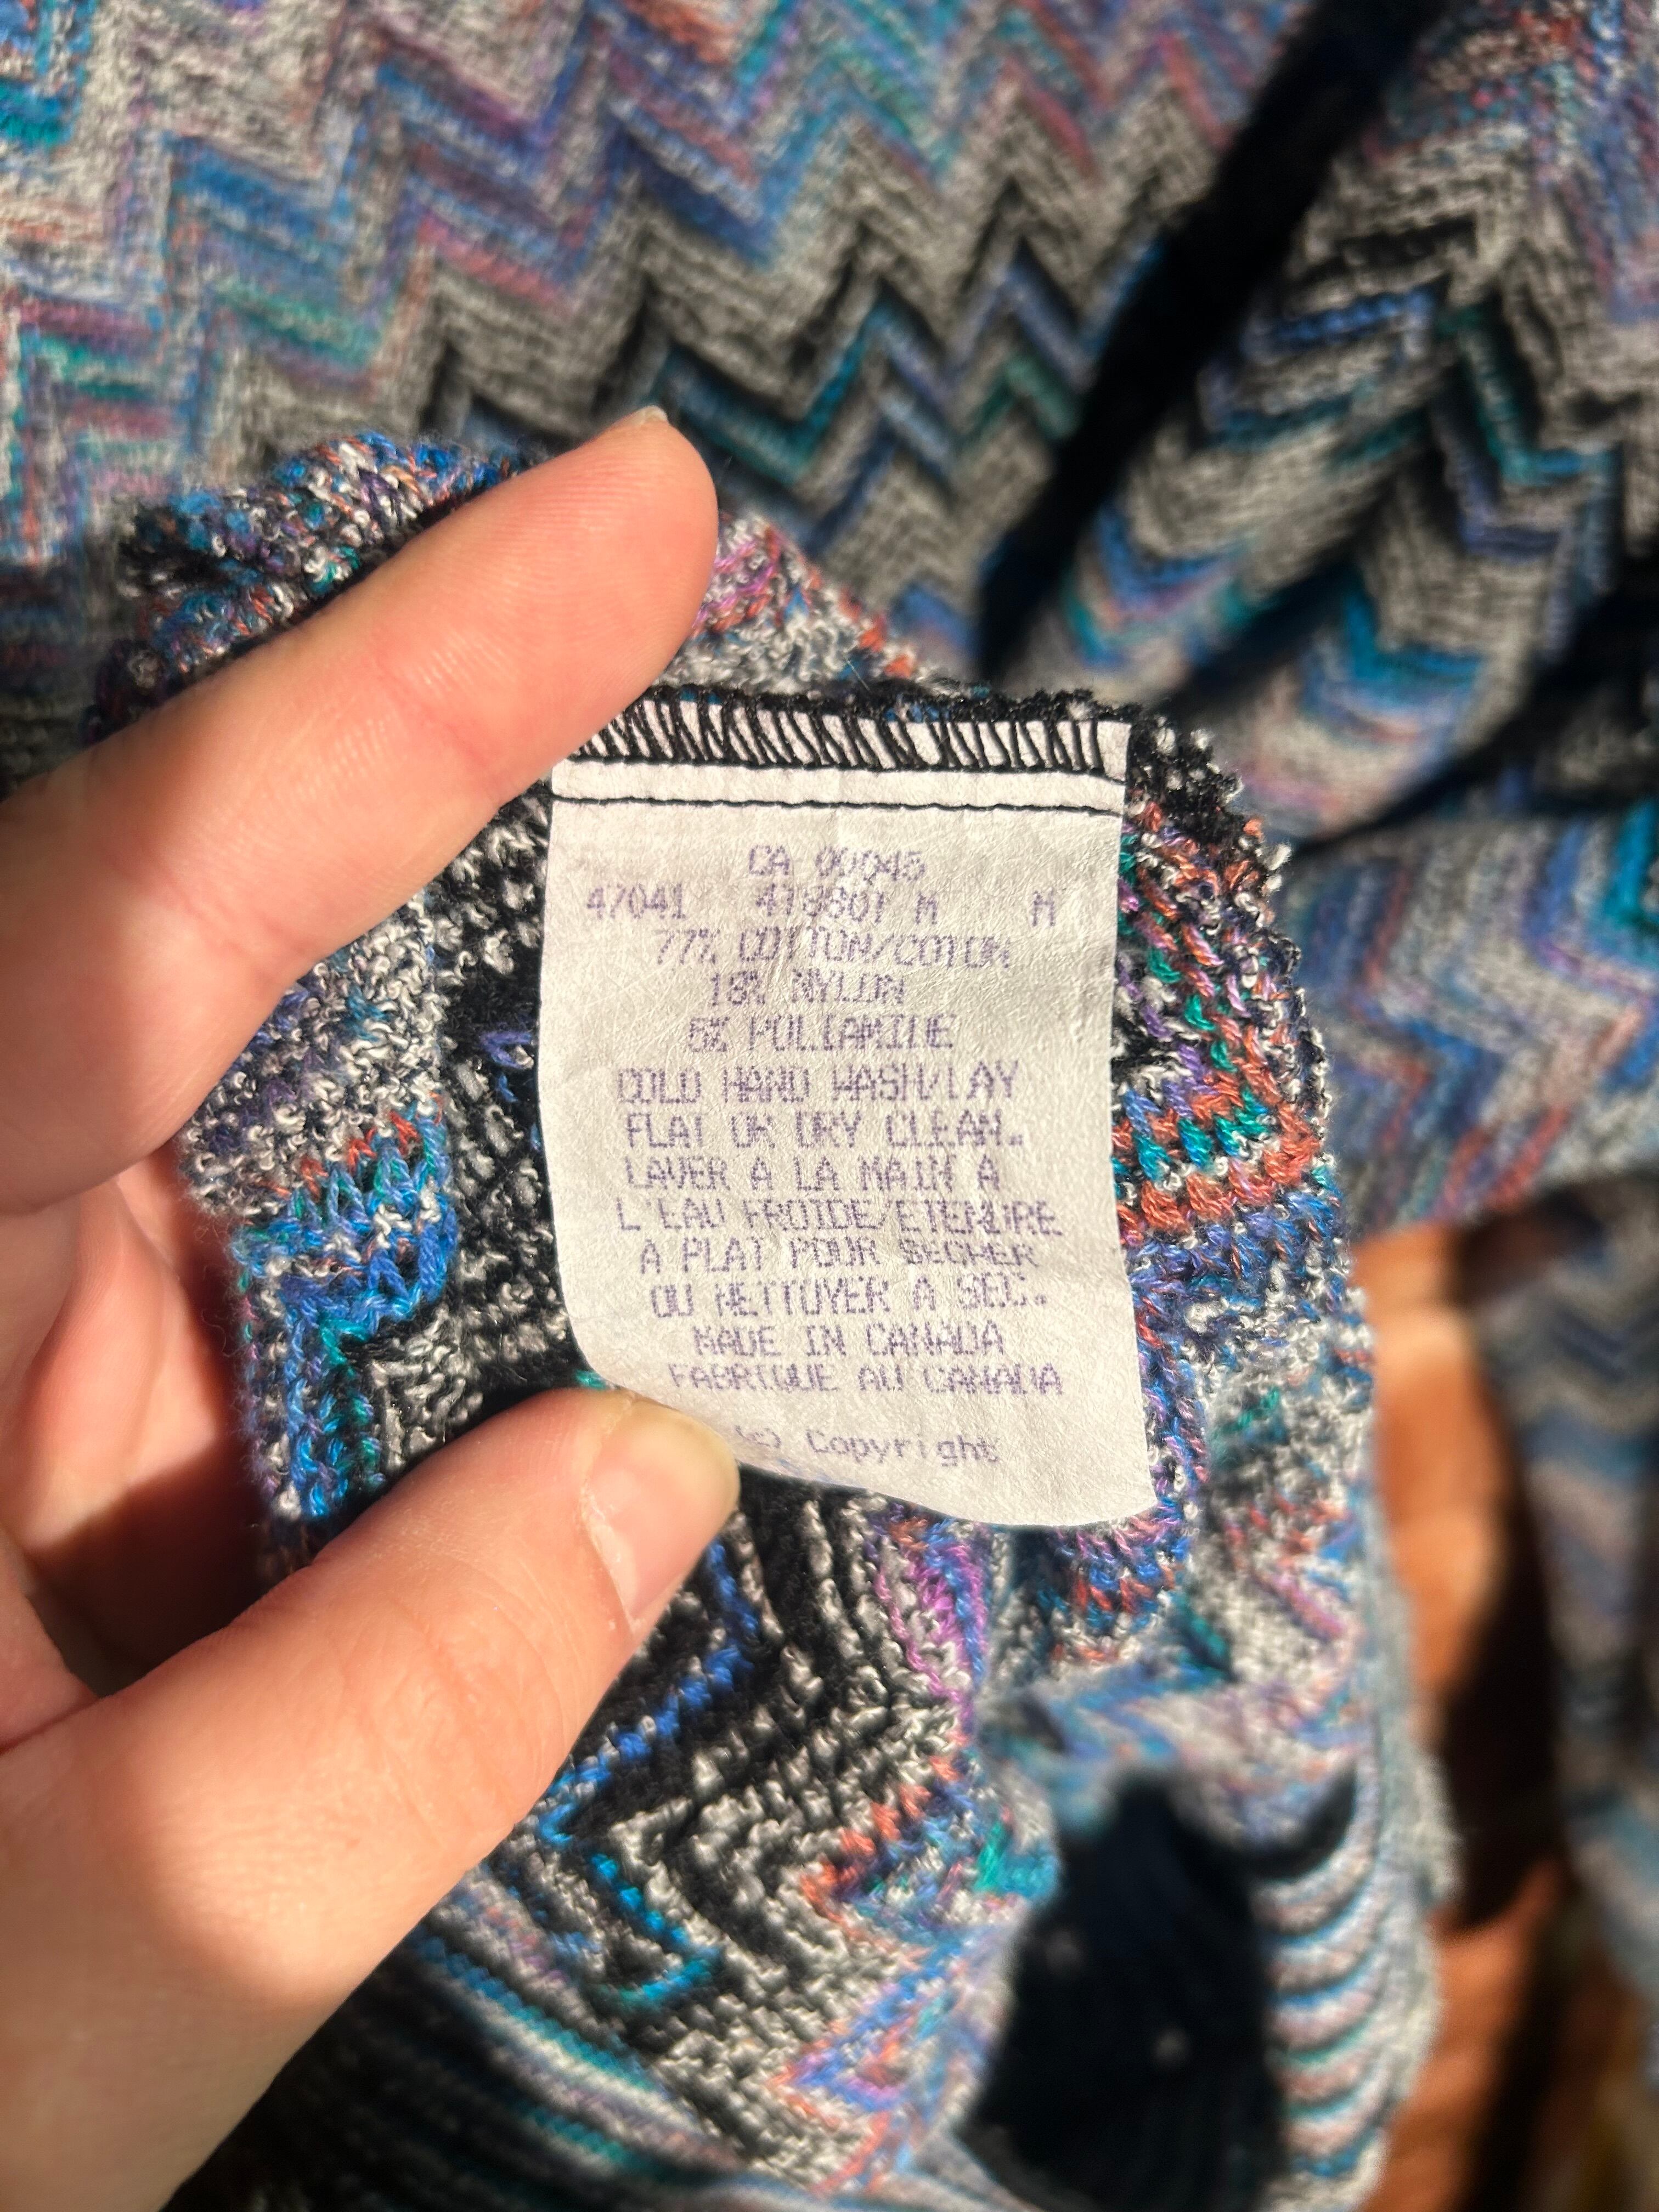 CA 00045
47041 M M
77% COTTON/COTON
18% NYLON
5% POLIAMIDE
COLD HAND WASH/LAY
FLAT OR DRY CLEAN.
LAVER A LA MAIN A
L'EAU FROIDE/ETENDRE
A PLAT POUR SECHER
OU NETTOYER A SEC.
MADE IN CANADA
FABRIQUE AU CANADA
(c) Copyright